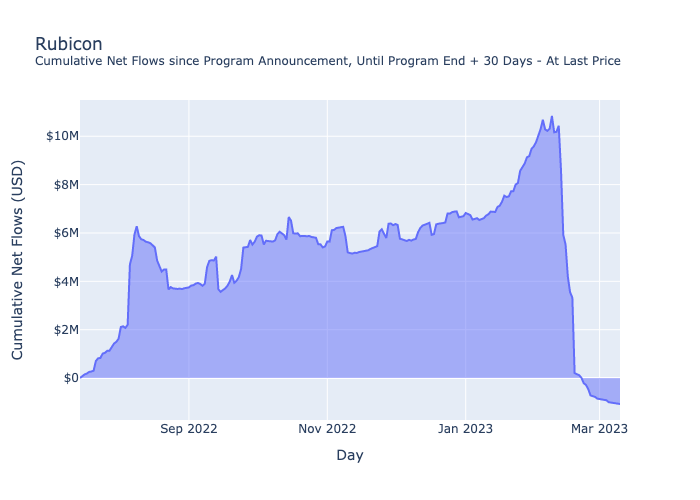 Rubicon
Cumulative Net Flows since Program Announcement, Until Program End + 30 Days - At Last Price
Cumulative Net Flows (USD)
$10M
$8M
$6M
$4M
$2M
$0
Sep 2022
Nov 2022
Jan 2023
Mar 2023
Day